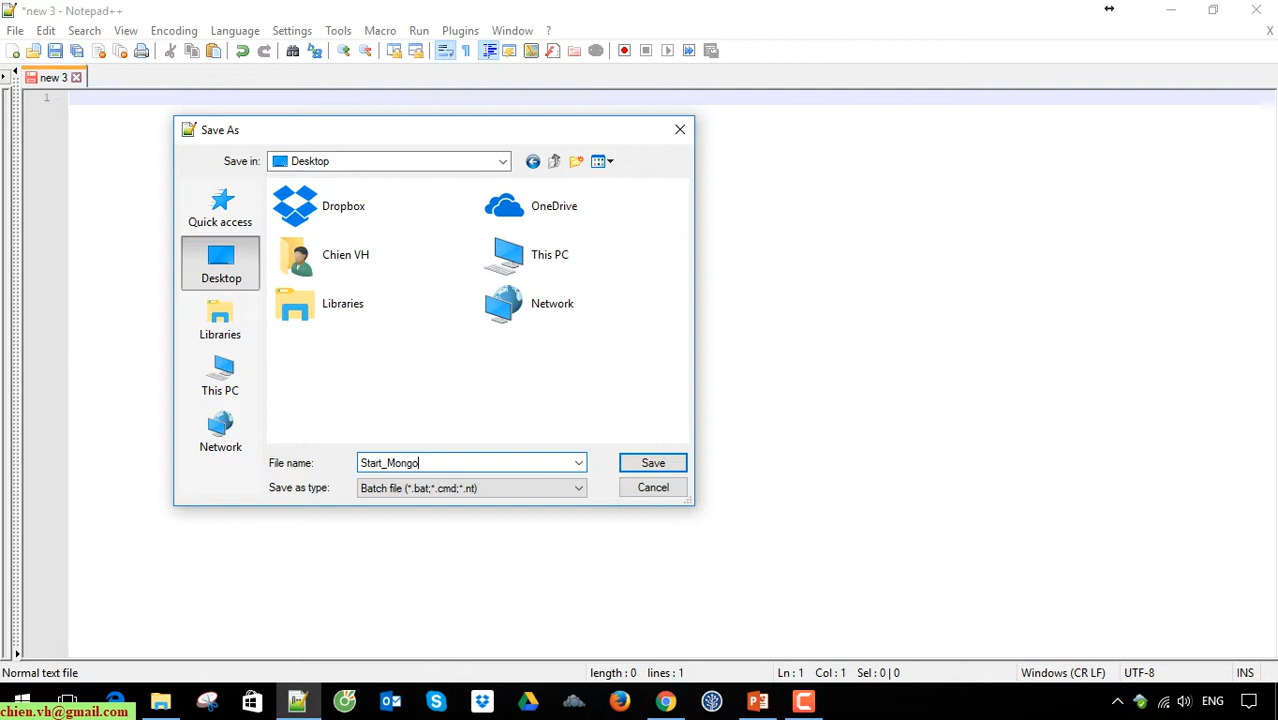 *new 3 - Notepad++
File Edit Search View Encoding Language Settings Tools Macro Run Plugins Window ? X
new 3
1
Save As
Save in: Desktop
Quick access
Desktop
Libraries
This PC
Network
Dropbox OneDrive
Chien VH This PC
Libraries Network
File name: Start_Mongo Save
Save as type: Batch file (*.bat;*.cmd;*.nt) Cancel
Normal text file length : 0 lines : 1 Ln : 1 Col : 1 Sel : 0 | 0 Windows (CR LF) UTF-8 INS
ENG
chien.vh@gmail.com